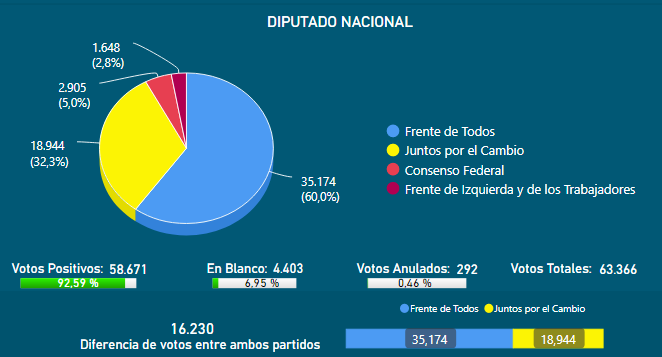 DIPUTADO NACIONAL
1.648
(2,8%)
2.905
(5,0%)
18.944
(32,3%)
35.174
(60,0%)
Frente de Todos
Juntos por el Cambio
Consenso Federal
Frente de Izquierda y de los Trabajadores
Votos Positivos: 58.671
92,59 %
En Blanco: 4.403
6,95 %
Votos Anulados: 292
0,46 %
Votos Totales: 63.366
Frente de Todos Juntos por el Cambio
16.230
Diferencia de votos entre ambos partidos
35,174 18,944